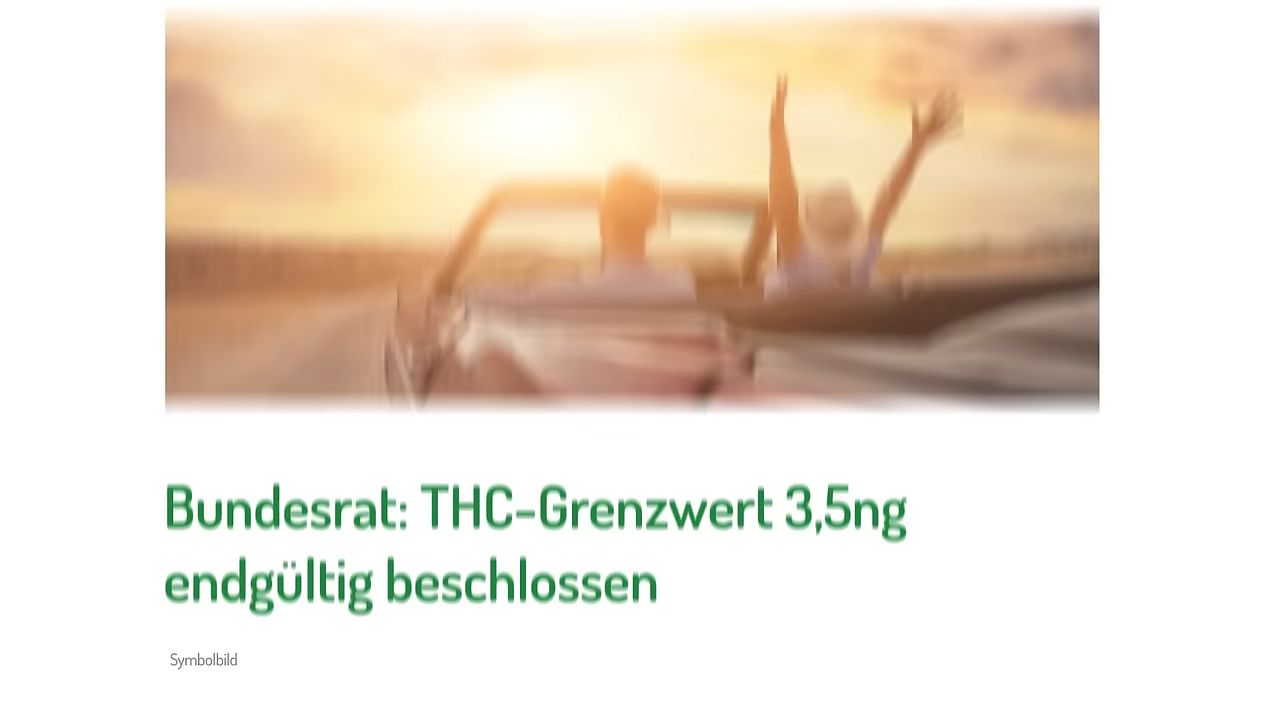 Bundesrat: THC-Grenzwert 3,5ng
endgültig beschlossen
Symbolbild